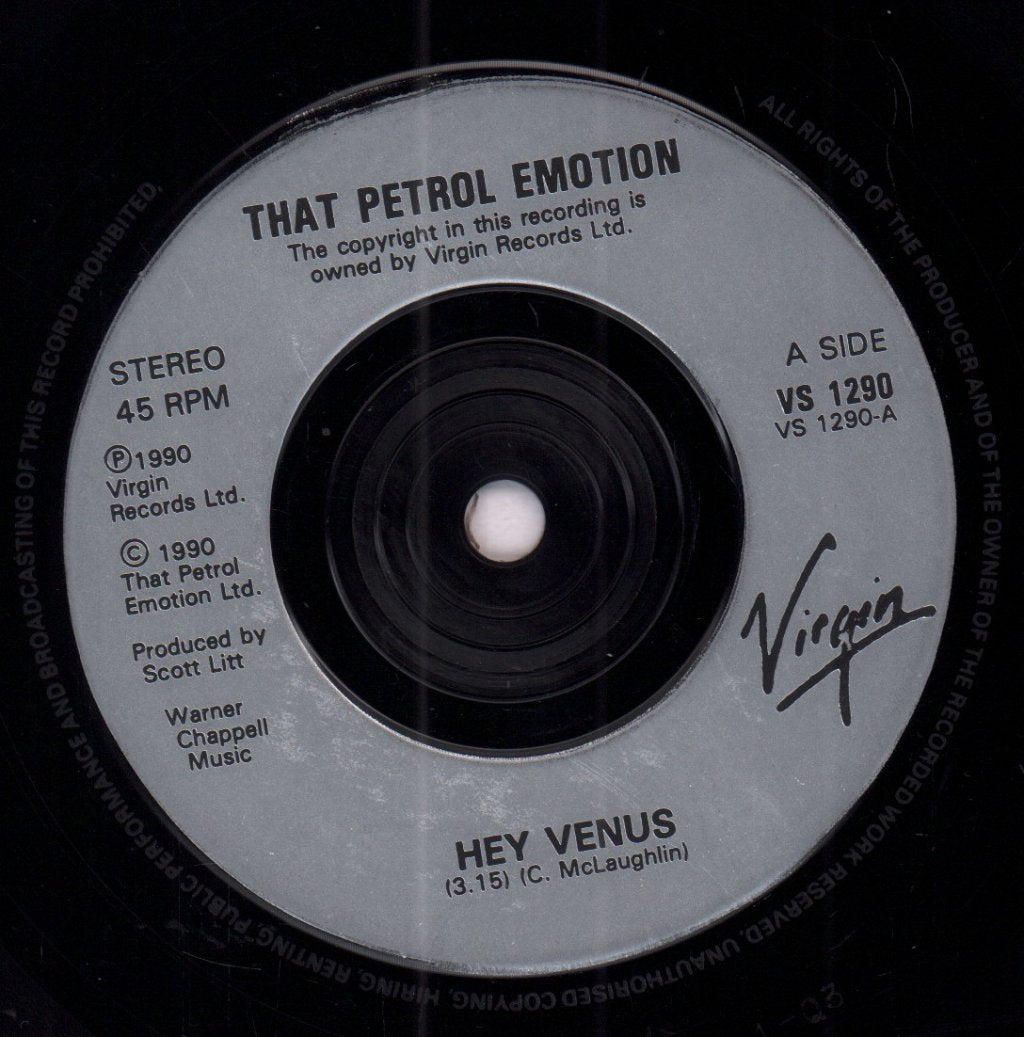 THAT PETROL EMOTION
The copyright in this recording is
owned by Virgin Records Ltd.
STEREO
45 RPM
Ⓟ1990
Virgin
Records Ltd.
© 1990
That Petrol
Emotion Ltd.
Produced by
Scott Litt
Warner
Chappell
Music
A SIDE
VS 1290
VS 1290-A
Virgin
HEY VENUS
(3.15) (C. McLaughlin)
ALL RIGHTS OF THE PRODUCER AND OF THE OWNER OF THE RECORDED WORK RESERVED. UNAUTHORISED COPYING, HIRING, RENTING, PUBLIC PERFORMANCE AND BROADCASTING OF THIS RECORD PROHIBITED.